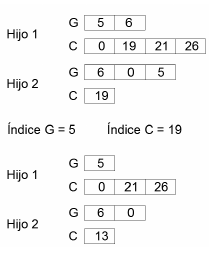 Hijo 1
G 5 6
C 0 19 21 26
Hijo 2
G 6 0 5
C 19
Índice G = 5 Índice C = 19
Hijo 1
G 5
C 0 21 26
Hijo 2
G 6 0
C 13